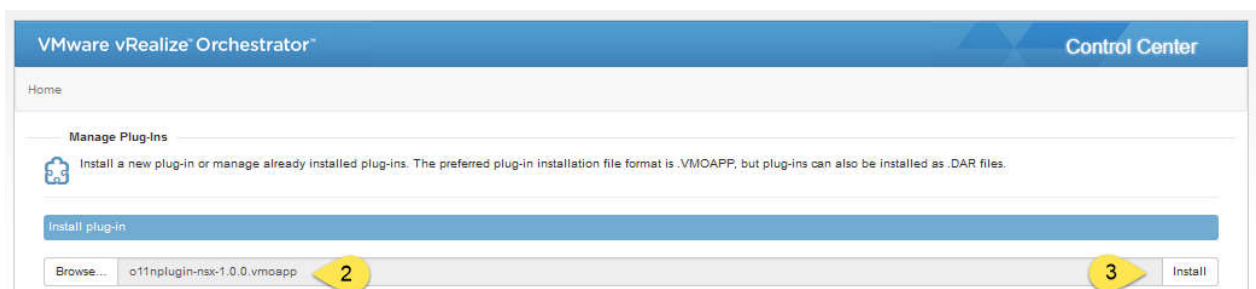 VMware vRealize™ Orchestrator™
Control Center
Home
Manage Plug-Ins
Install a new plug-in or manage already installed plug-ins. The preferred plug-in installation file format is .VMOAPP, but plug-ins can also be installed as .DAR files.
Install plug-in
Browse... o11nplugin-nsx-1.0.0.vmoapp 2 3 Install